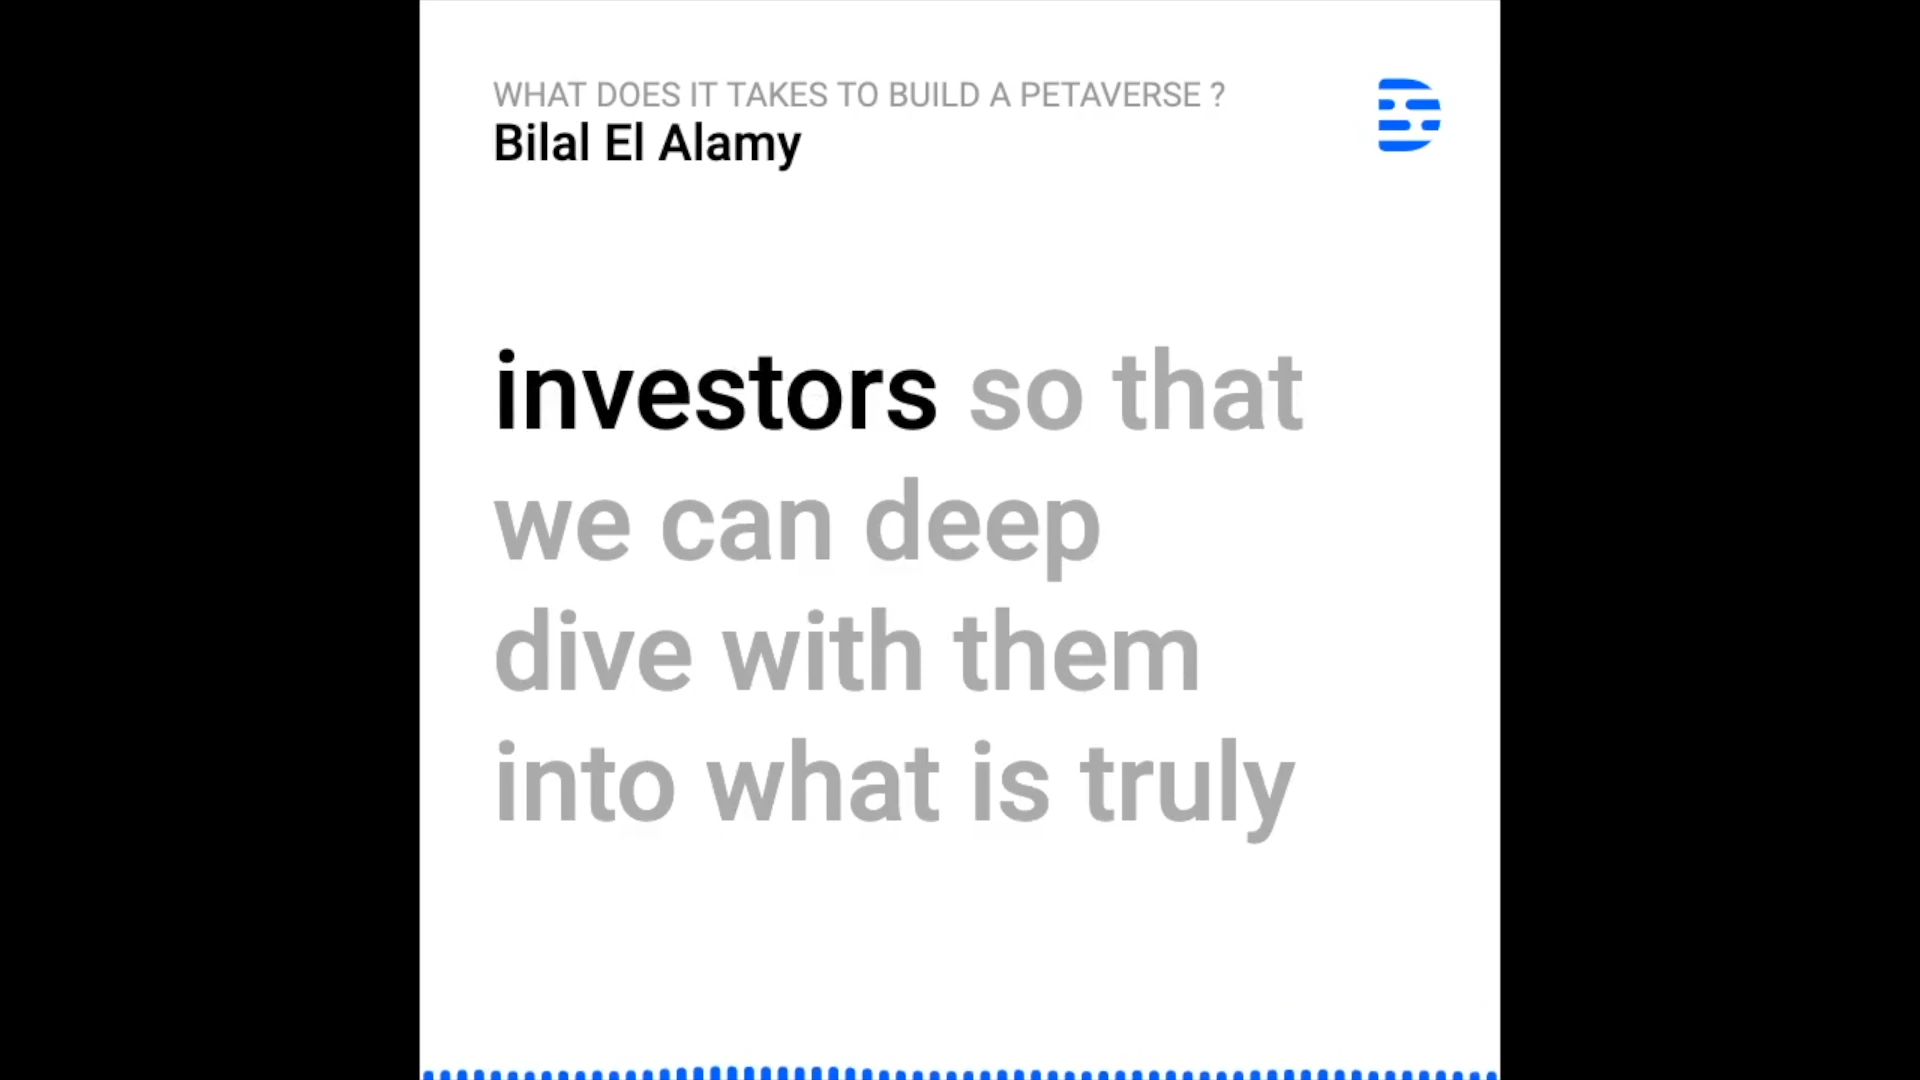 WHAT DOES IT TAKES TO BUILD A PETAVERSE ?
Bilal El Alamy
investors so that
we can deep
dive with them
into what is truly